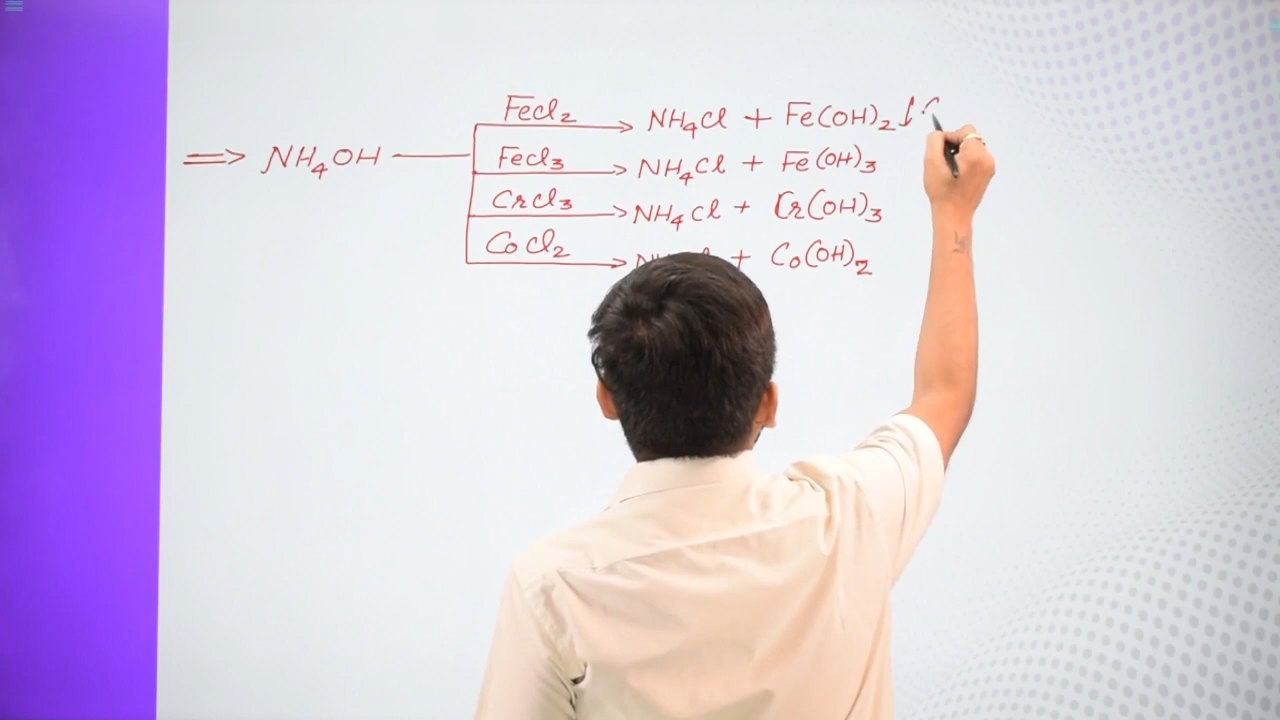 FeCl2 NH4Cl + Fe(OH)2↓
⇒ NH4OH FeCl3 NH4Cl + Fe(OH)3
CrCl3 NH4Cl + Cr(OH)3
CoCl2 + Co(OH)2